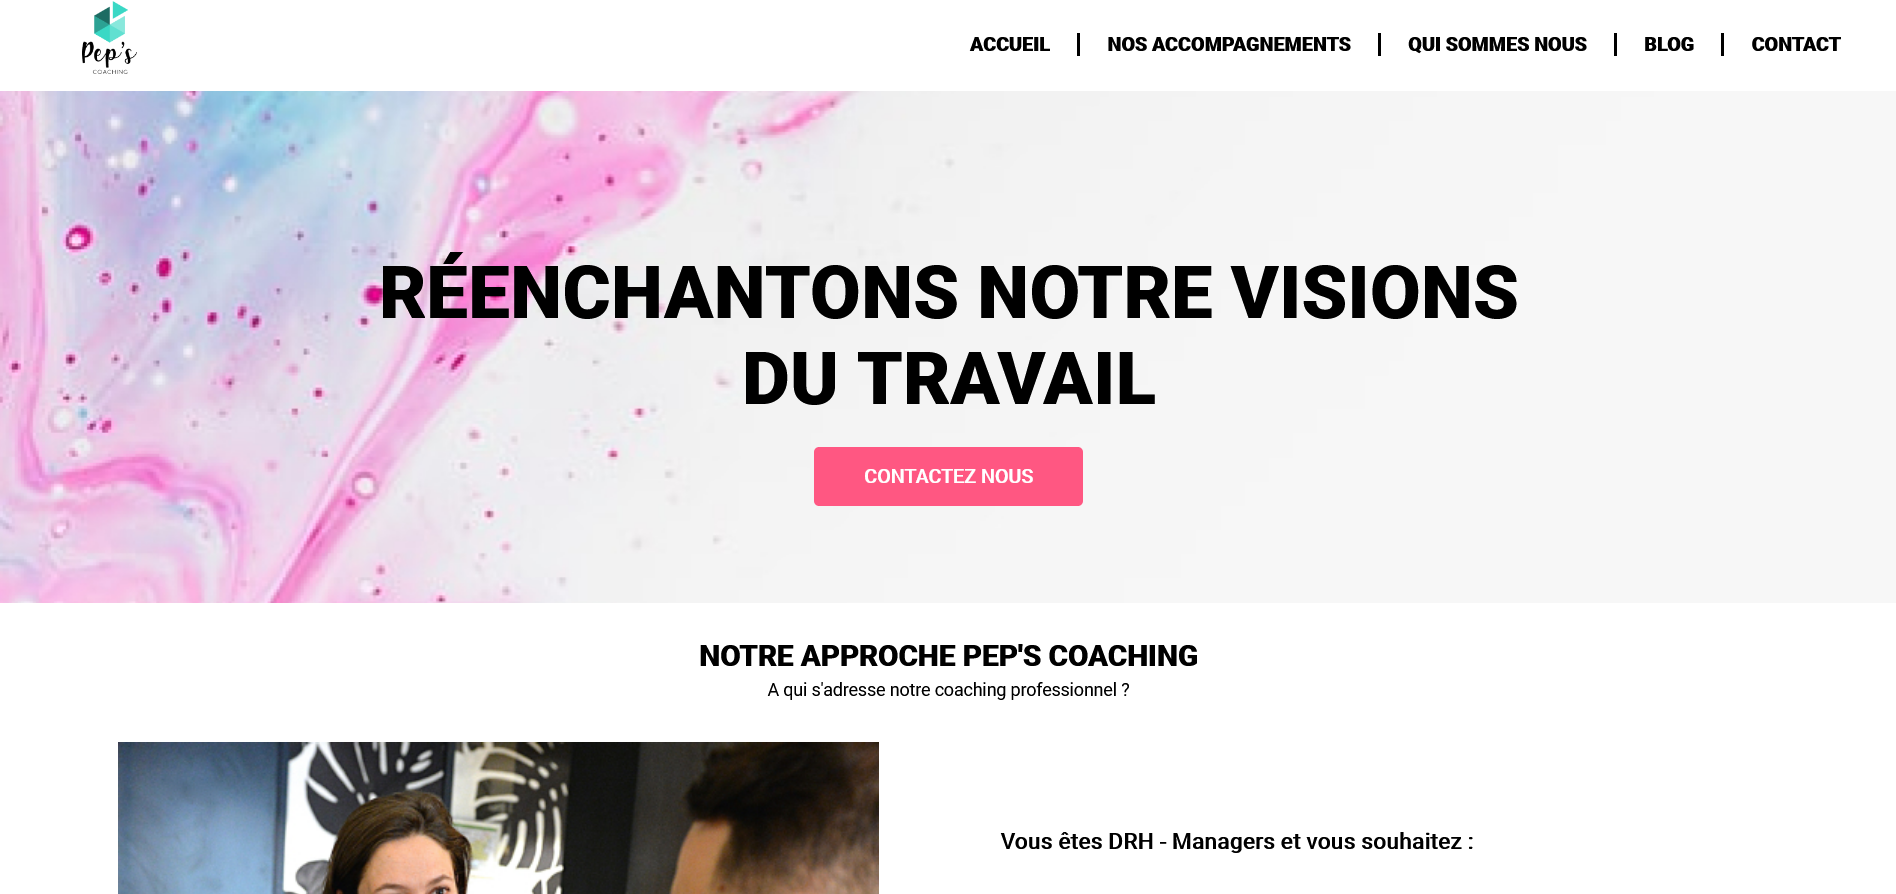 Pep's
COACHING
ACCUEIL
NOS ACCOMPAGNEMENTS
QUI SOMMES NOUS
BLOG
CONTACT
RÉENCHANTONS NOTRE VISIONS
DU TRAVAIL
CONTACTEZ NOUS
NOTRE APPROCHE PEP'S COACHING
A qui s'adresse notre coaching professionnel ?
Vous êtes DRH - Managers et vous souhaitez :